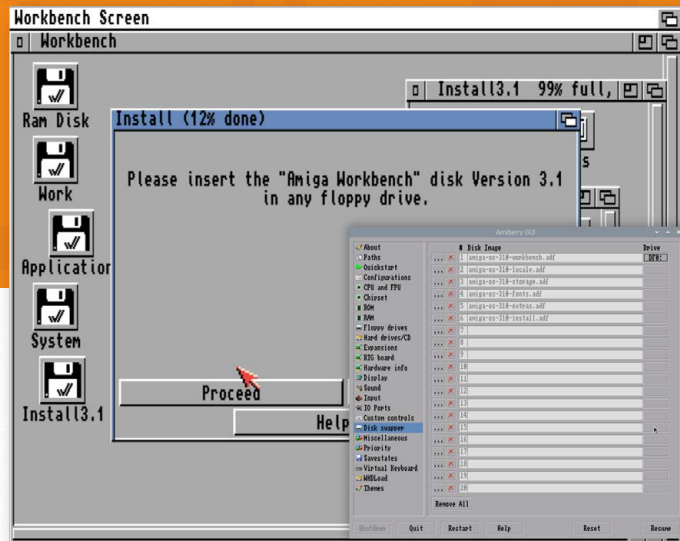 Workbench Screen
Workbench
Install3.1 99% full,
Ram Disk
Work
Application
System
Install3.1
Install (12% done)
Please insert the "Amiga Workbench" disk Version 3.1
in any floppy drive.
Proceed
Help
s
Amiberry GUI
About
Paths
Quickstart
Configurations
CPU and FPU
Chipset
ROM
RAM
Floppy drives
Hard drives/CD
Expansions
RTG board
Hardware info
Display
Sound
Input
IO Ports
Custom controls
Disk swapper
Miscellaneous
Priority
Savestates
Virtual Keyboard
WHDLoad
Themes
# Disk Image Drive
... 1 amiga-os-310-workbench.adf DF0:
... 2 amiga-os-310-locale.adf
... 3 amiga-os-310-storage.adf
... 4 amiga-os-310-fonts.adf
... 5 amiga-os-310-extras.adf
... 6 amiga-os-310-install.adf
... 7
... 8
... 9
... 10
... 11
... 12
... 13
... 14
... 15
... 16
... 17
... 18
... 19
... 20
Remove All
Shutdown Quit Restart Help Reset Resume